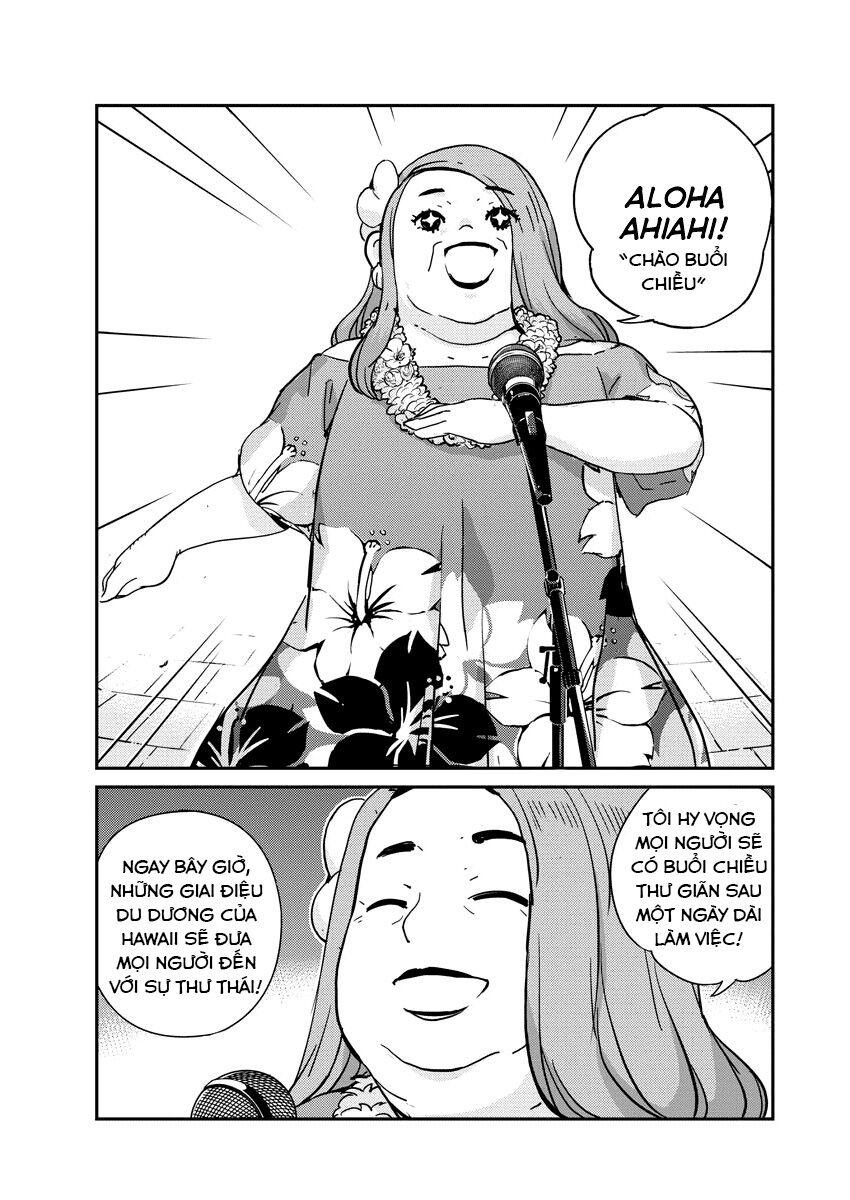 ALOHA
AHIAHI!
"CHÀO BUỔI
CHIỀU"
TÔI HY VỌNG
MỌI NGƯỜI SẼ
CÓ BUỔI CHIỀU
THƯ GIÃN SAU
MỘT NGÀY DÀI
LÀM VIỆC!
NGAY BÂY GIỜ,
NHỮNG GIAI ĐIỆU
DU DƯƠNG CỦA
HAWAII SẼ ĐƯA
MỌI NGƯỜI ĐẾN
VỚI SỰ THƯ THÁI!